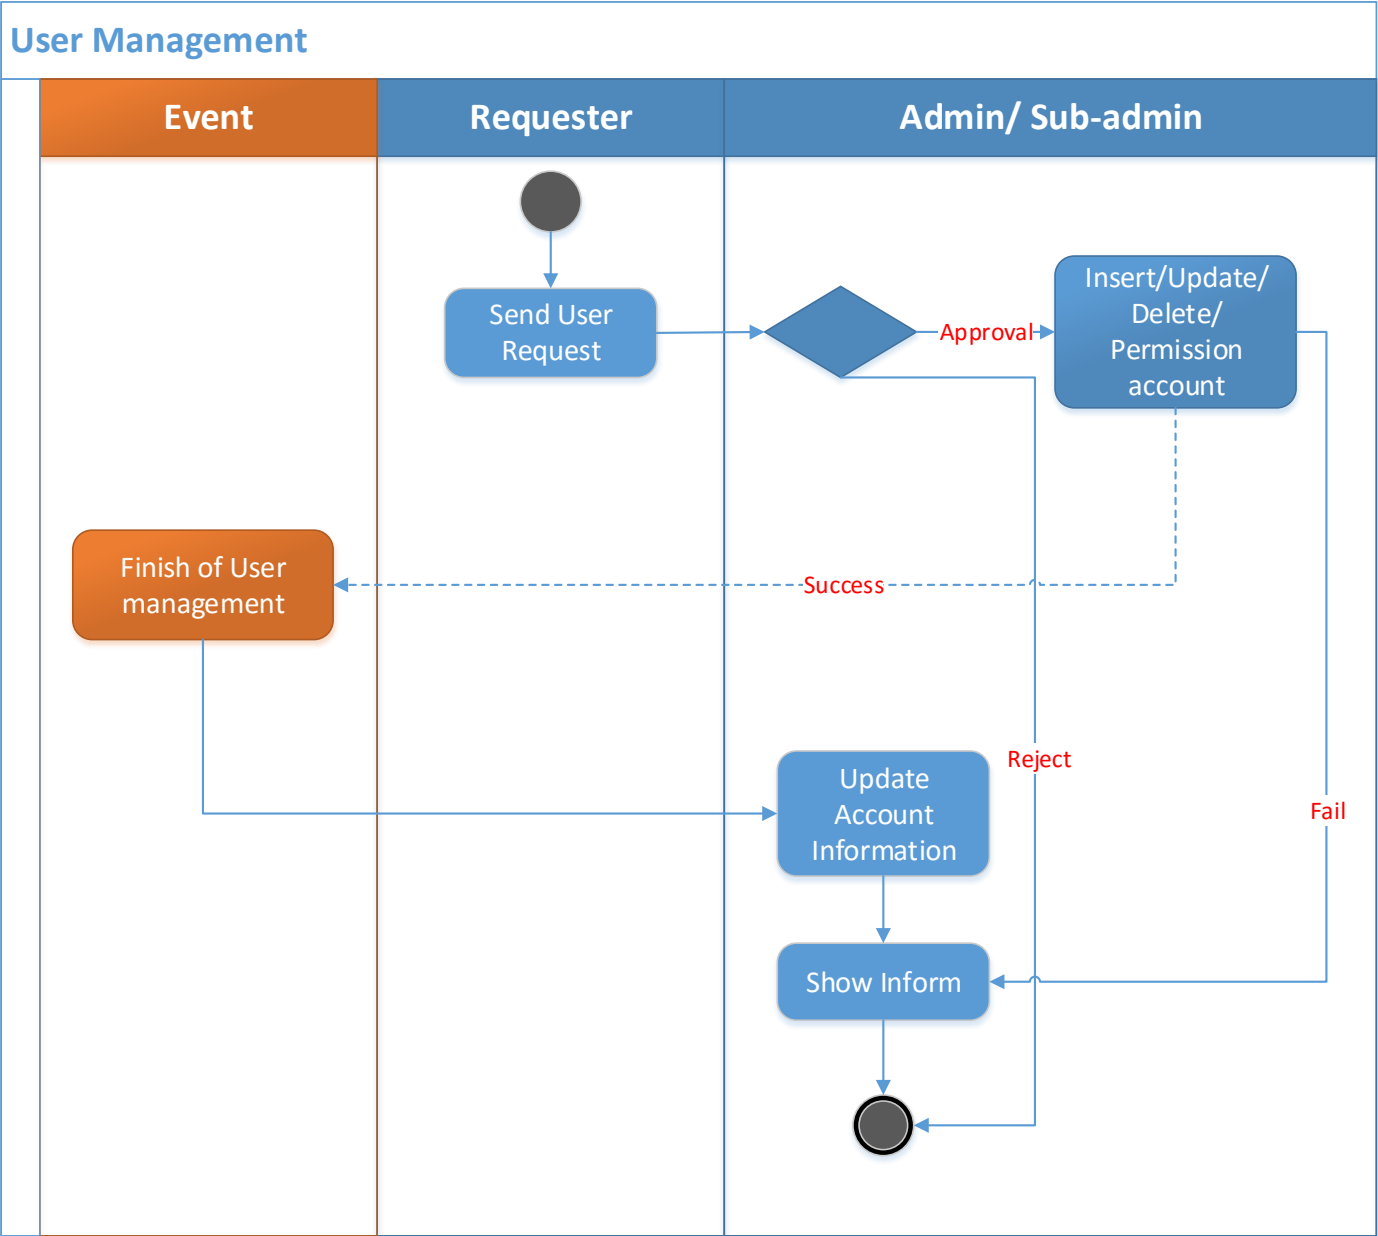 User Management
Event
Requester
Admin/ Sub-admin
Send User
Request
Approval
Insert/Update/
Delete/
Permission
account
Finish of User
management
Success
Reject
Update
Account
Information
Fail
Show Inform